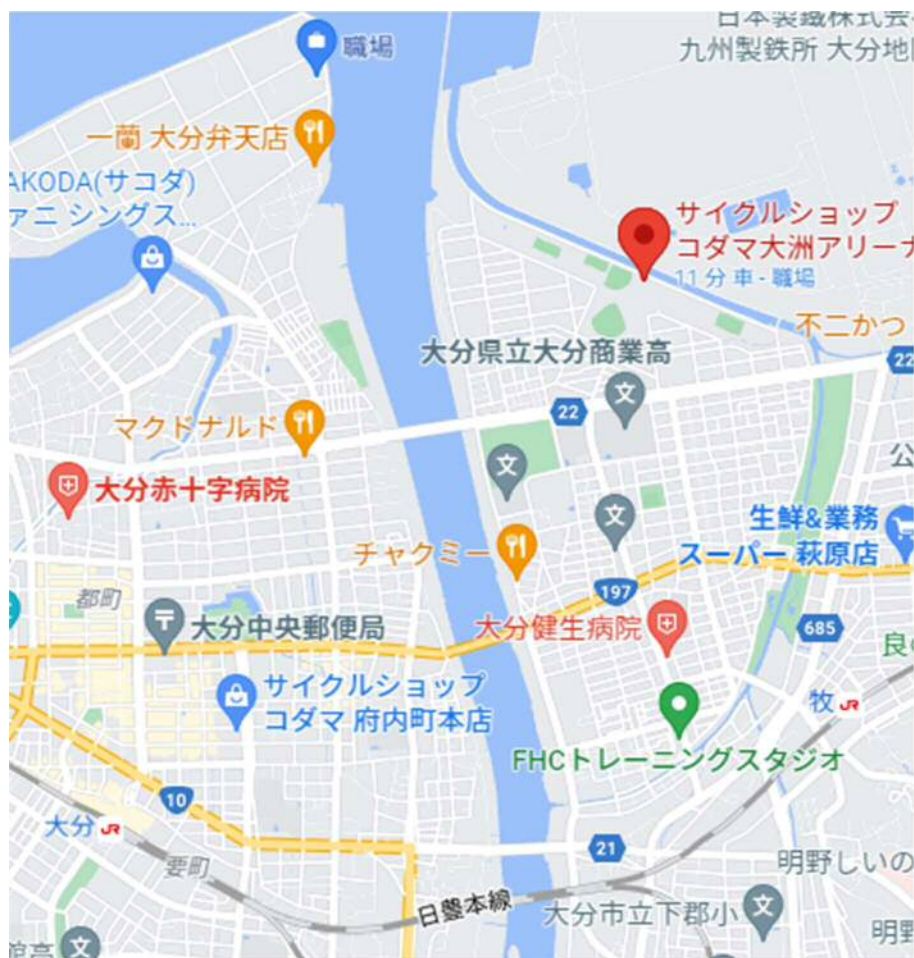 日本製鐵株式会
九州製鉄所 大分地
職場
一蘭 大分弁天店
AKODA(サコダ)
ァニシングス...
サイクルショップ
コダマ大洲アリーナ
11 分 車 - 職場
不二かつ
22
大分県立大分商業高
22
マクドナルド
公
大分赤十字病院
生鮮&業務
スーパー 萩原店
チャクミー
197
都町
大分中央郵便局
大分健生病院
685
良
サイクルショップ
コダマ 府内町本店
牧 JR
FHCトレーニングスタジオ
10
大分 JR
21
要町
明野しいの
日豊本線
大分市立下郡小
明野
館高